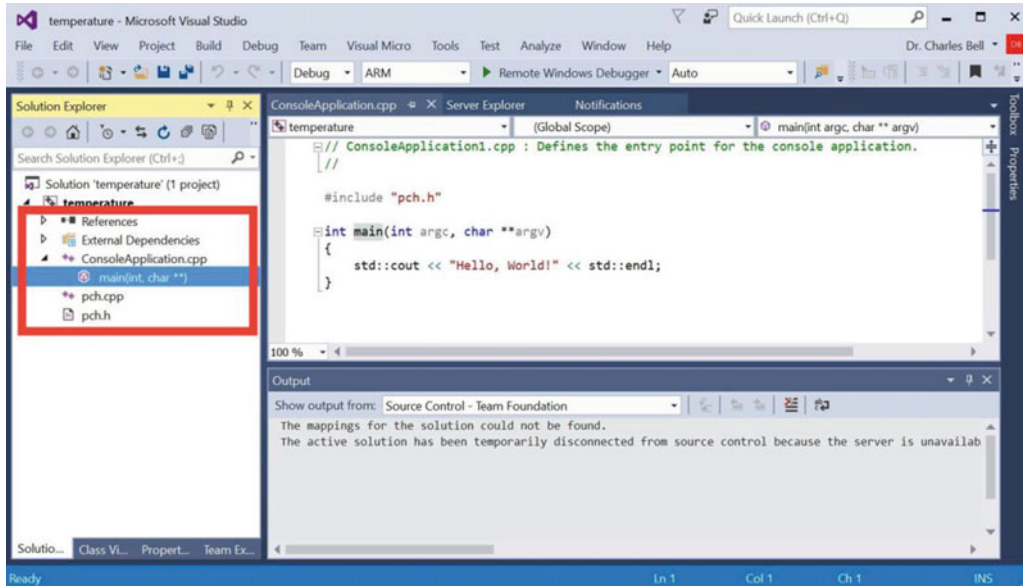 temperature - Microsoft Visual Studio
Quick Launch (Ctrl+Q)
File Edit View Project Build Debug Team Visual Micro Tools Test Analyze Window Help
Dr. Charles Bell
DB
Debug ARM Remote Windows Debugger Auto
Solution Explorer
Search Solution Explorer (Ctrl+;)
Solution 'temperature' (1 project)
temperature
References
External Dependencies
ConsoleApplication.cpp
main(int, char **)
pch.cpp
pch.h
Solutio... Class Vi... Propert... Team Ex...
ConsoleApplication.cpp Server Explorer Notifications
temperature (Global Scope) main(int argc, char ** argv)
// ConsoleApplication1.cpp : Defines the entry point for the console application.
//
#include "pch.h"
int main(int argc, char **argv)
{
std::cout << "Hello, World!" << std::endl;
}
100 %
Output
Show output from: Source Control - Team Foundation
The mappings for the solution could not be found.
The active solution has been temporarily disconnected from source control because the server is unavailab
Toolbox
Properties
Ready Ln 1 Col 1 Ch 1 INS